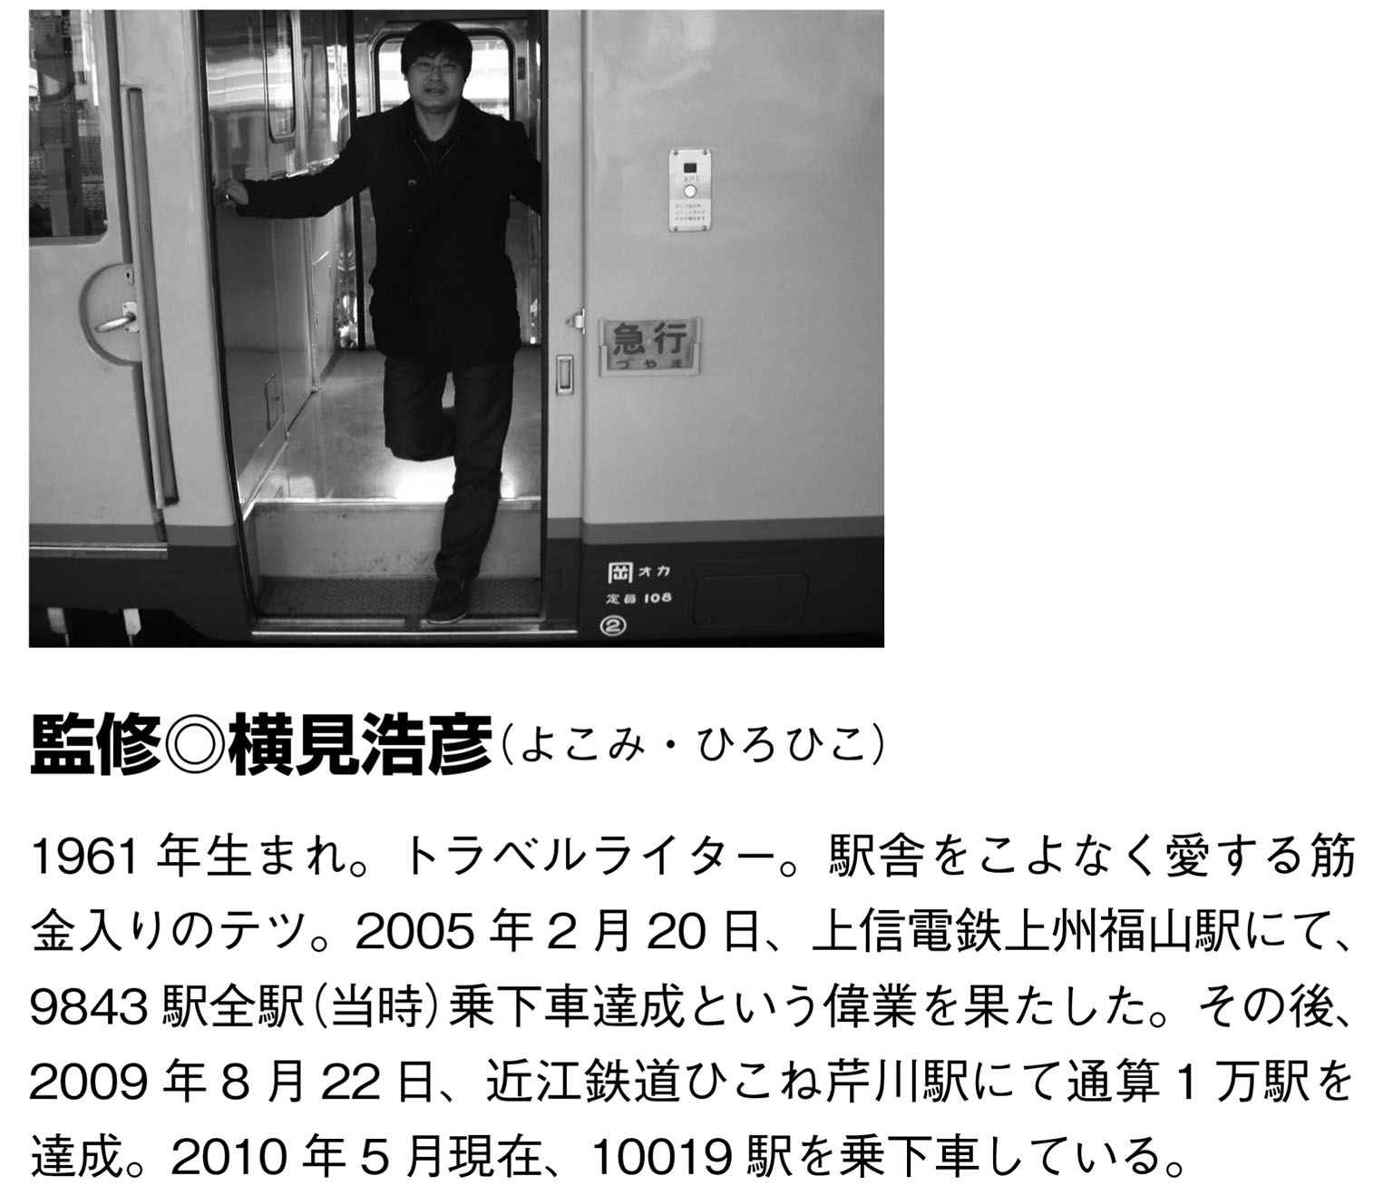 急行
つやま
岡オカ
定員108
②
監修◎横見浩彦(よこみ・ひろひこ)
1961年生まれ。トラベルライター。駅舎をこよなく愛する筋
金入りのテツ。2005年2月20日、上信電鉄上州福山駅にて、
9843駅全駅(当時)乗下車達成という偉業を果たした。その後、
2009年8月22日、近江鉄道ひこね芹川駅にて通算1万駅を
達成。2010年5月現在、10019駅を乗下車している。